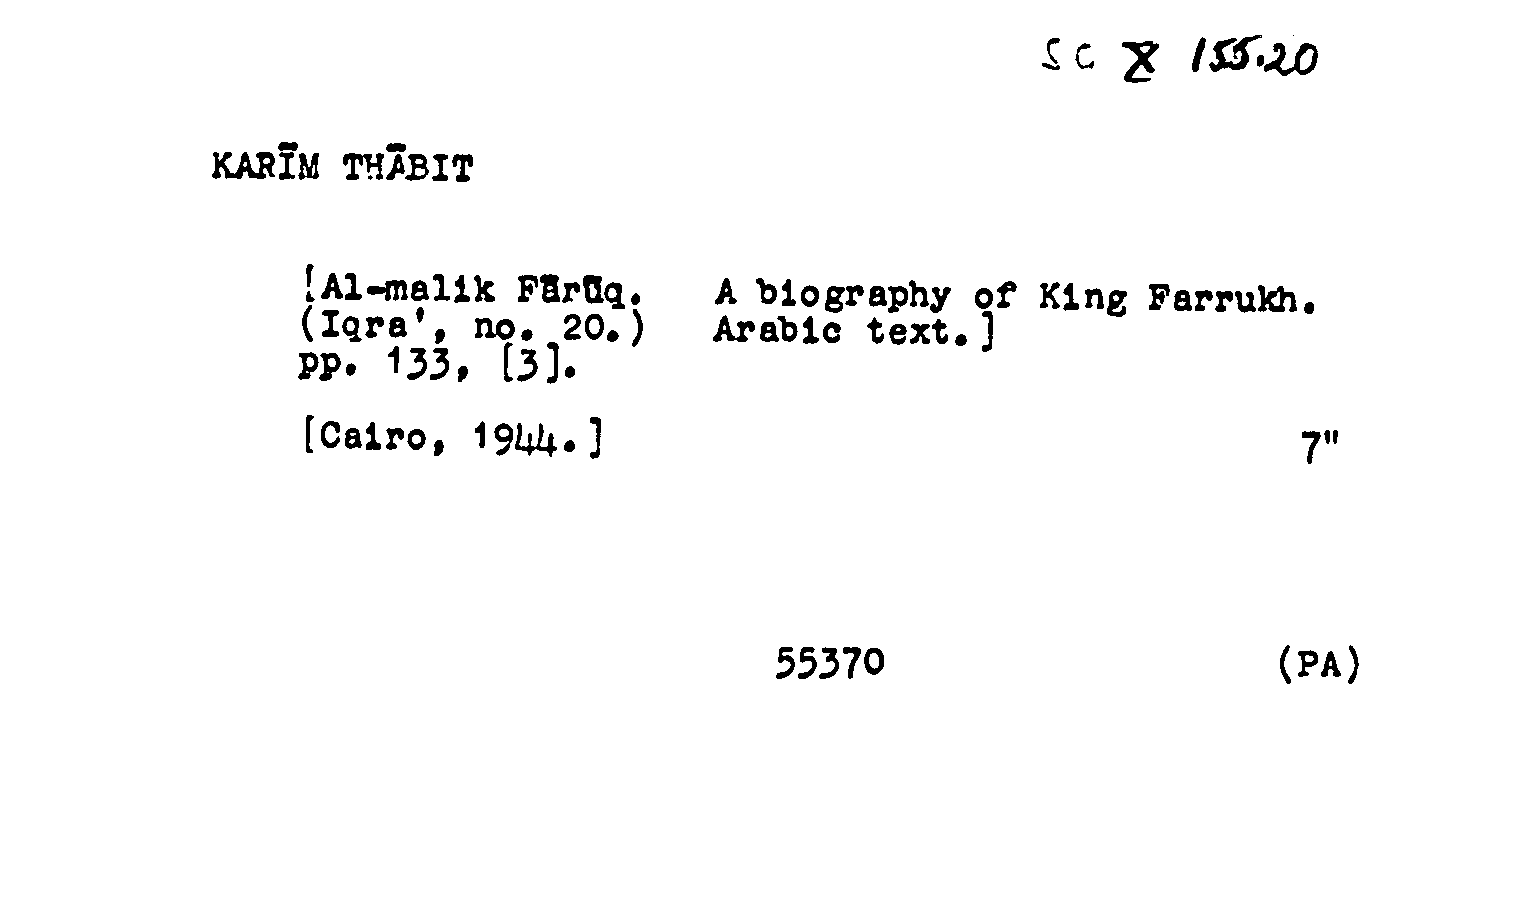 SC X 155.20
KARĪM THĀBIT
[Al-malik Fārūq. A biography of King Farrukh.
(Iqra', no. 20.) Arabic text.]
pp. 133, [3].
[Cairo, 1944.] 7"
55370 (PA)